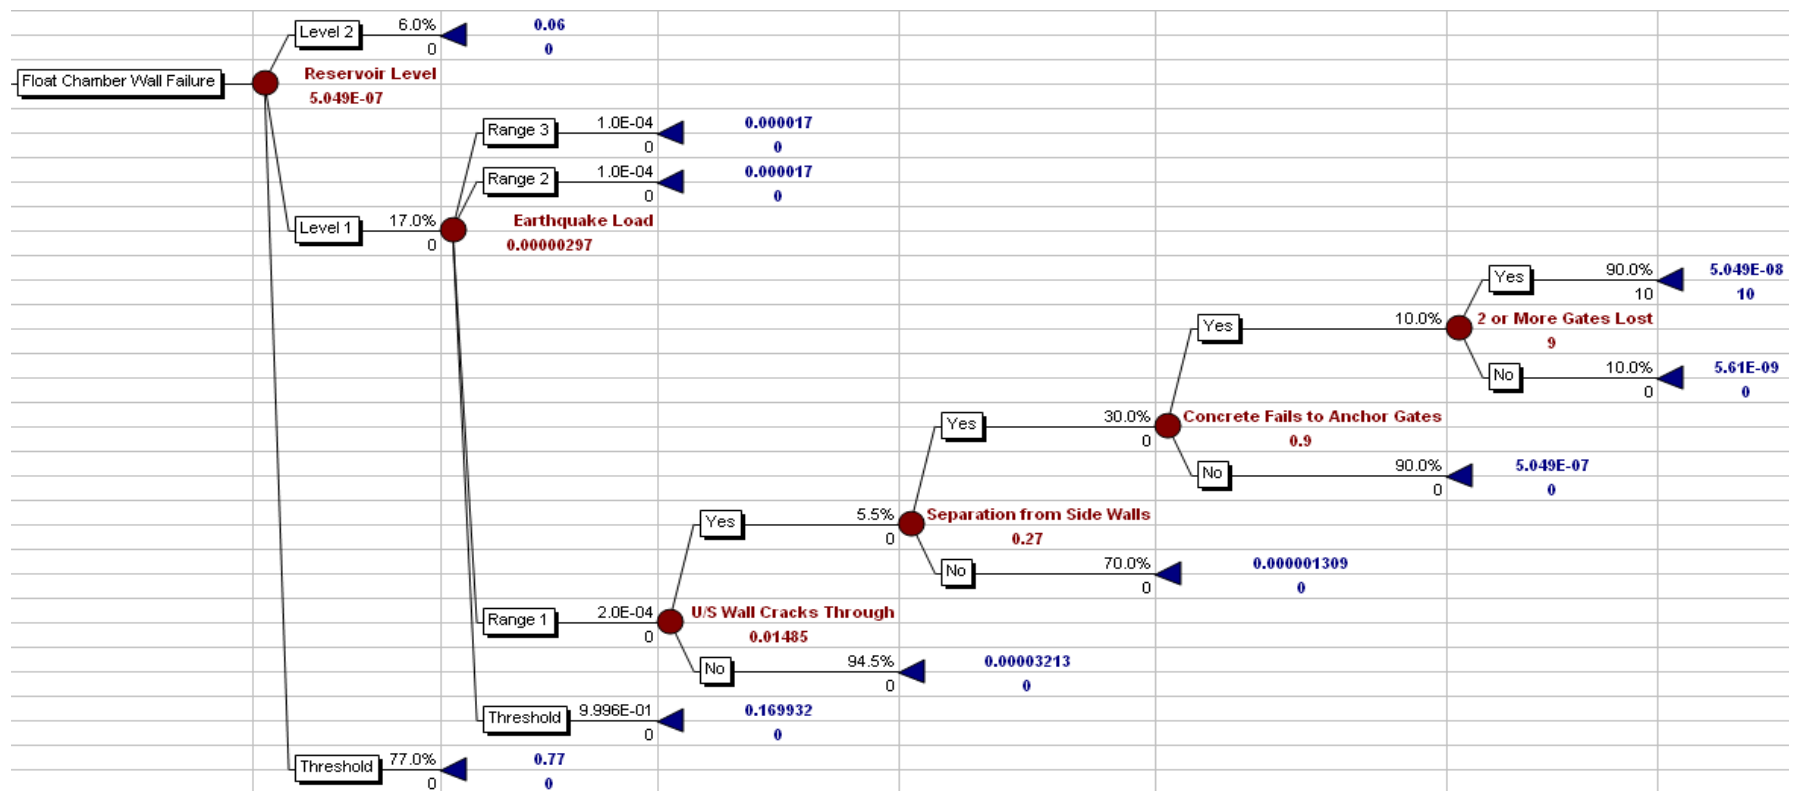 Level 2 6.0% 0.06
0 0
Float Chamber Wall Failure Reservoir Level
5.049E-07
Range 3 1.0E-04 0.000017
0 0
Range 2 1.0E-04 0.000017
0 0
Level 1 17.0% Earthquake Load
0 0.00000297
Yes 90.0% 5.049E-08
10 10
Yes 10.0% 2 or More Gates Lost
9
No 10.0% 5.61E-09
0 0
Yes 30.0% Concrete Fails to Anchor Gates
0 0.9
No 90.0% 5.049E-07
0 0
Yes 5.5% Separation from Side Walls
0 0.27
No 70.0% 0.000001309
0 0
Range 1 2.0E-04 U/S Wall Cracks Through
0 0.01485
No 94.5% 0.00003213
0 0
Threshold 9.996E-01 0.169932
0 0
Threshold 77.0% 0.77
0 0